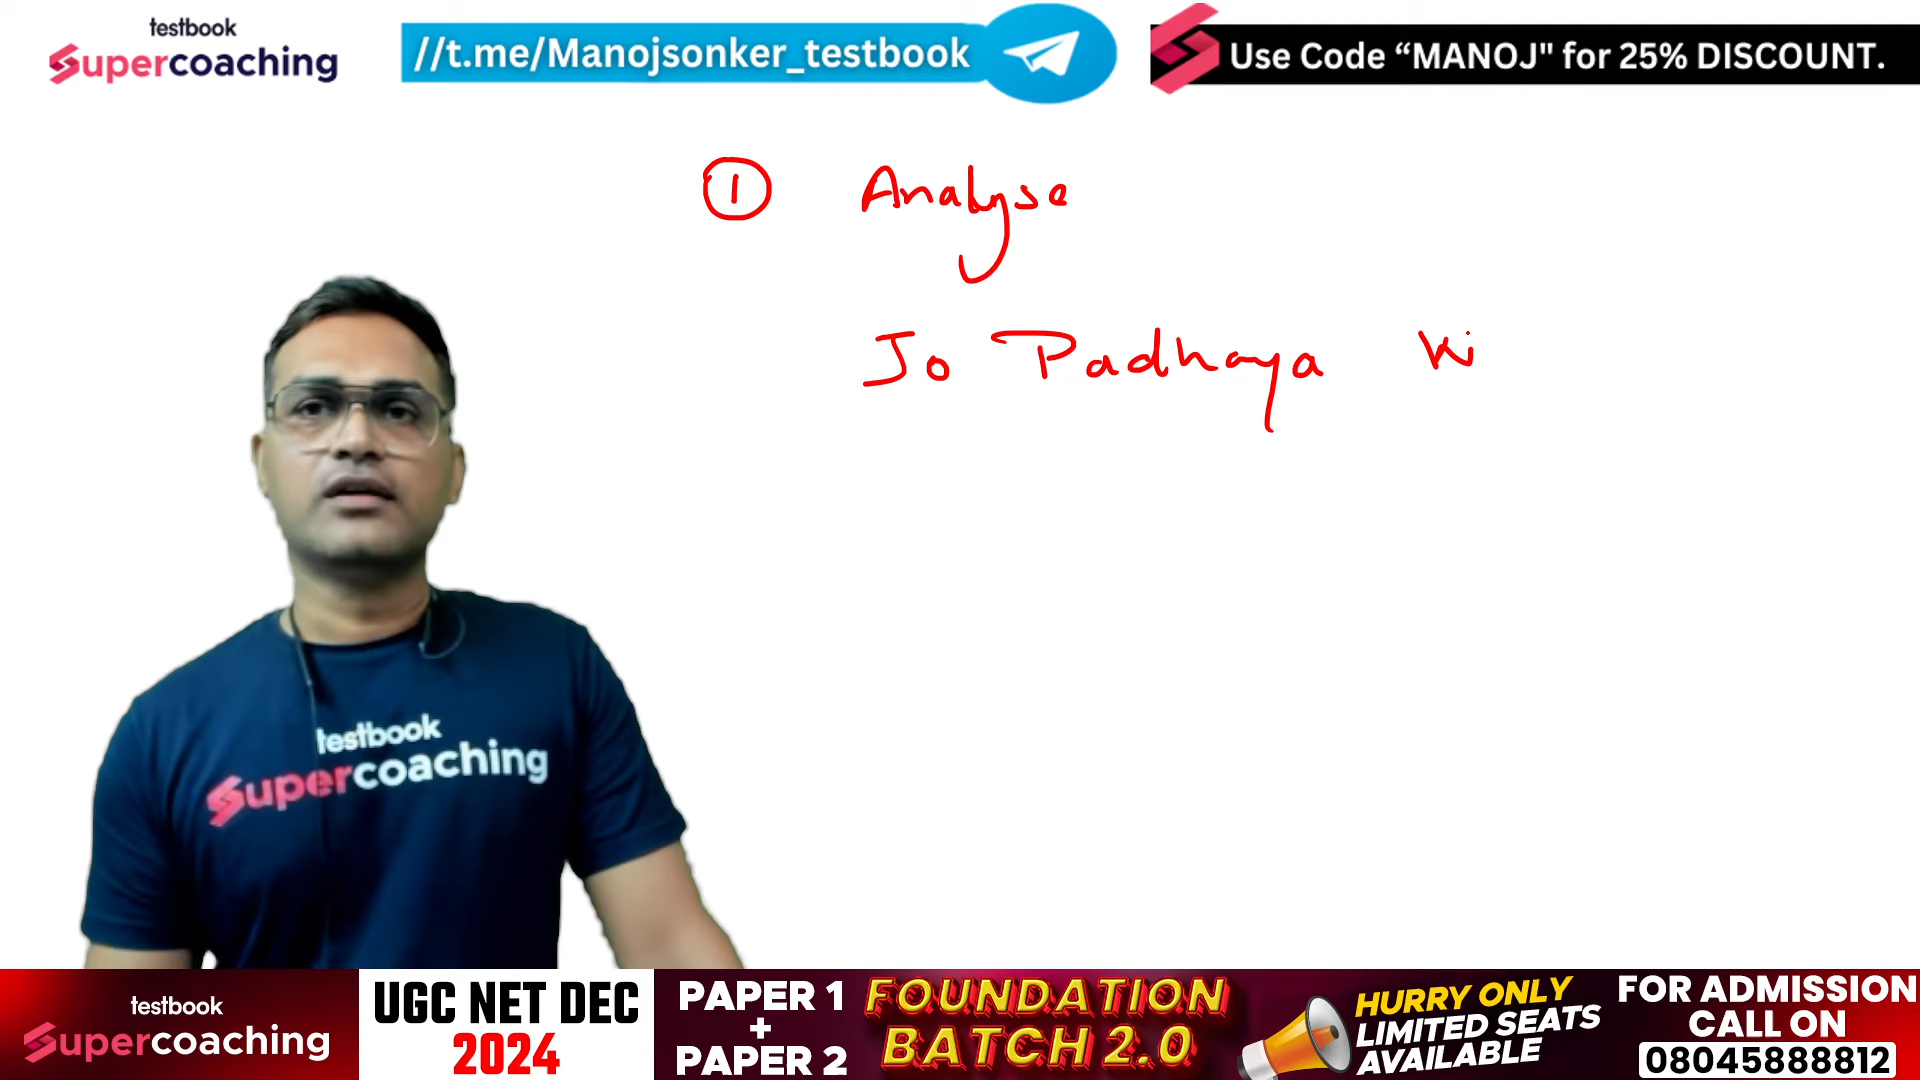 testbook
Supercoaching
//t.me/Manojsonker_testbook
Use Code “MANOJ" for 25% DISCOUNT.
① Analyse
Jo Padhaya Ki
testbook
Supercoaching
testbook
Supercoaching
UGC NET DEC
2024
PAPER 1
+
PAPER 2
FOUNDATION
BATCH 2.0
HURRY ONLY
LIMITED SEATS
AVAILABLE
FOR ADMISSION
CALL ON
08045888812